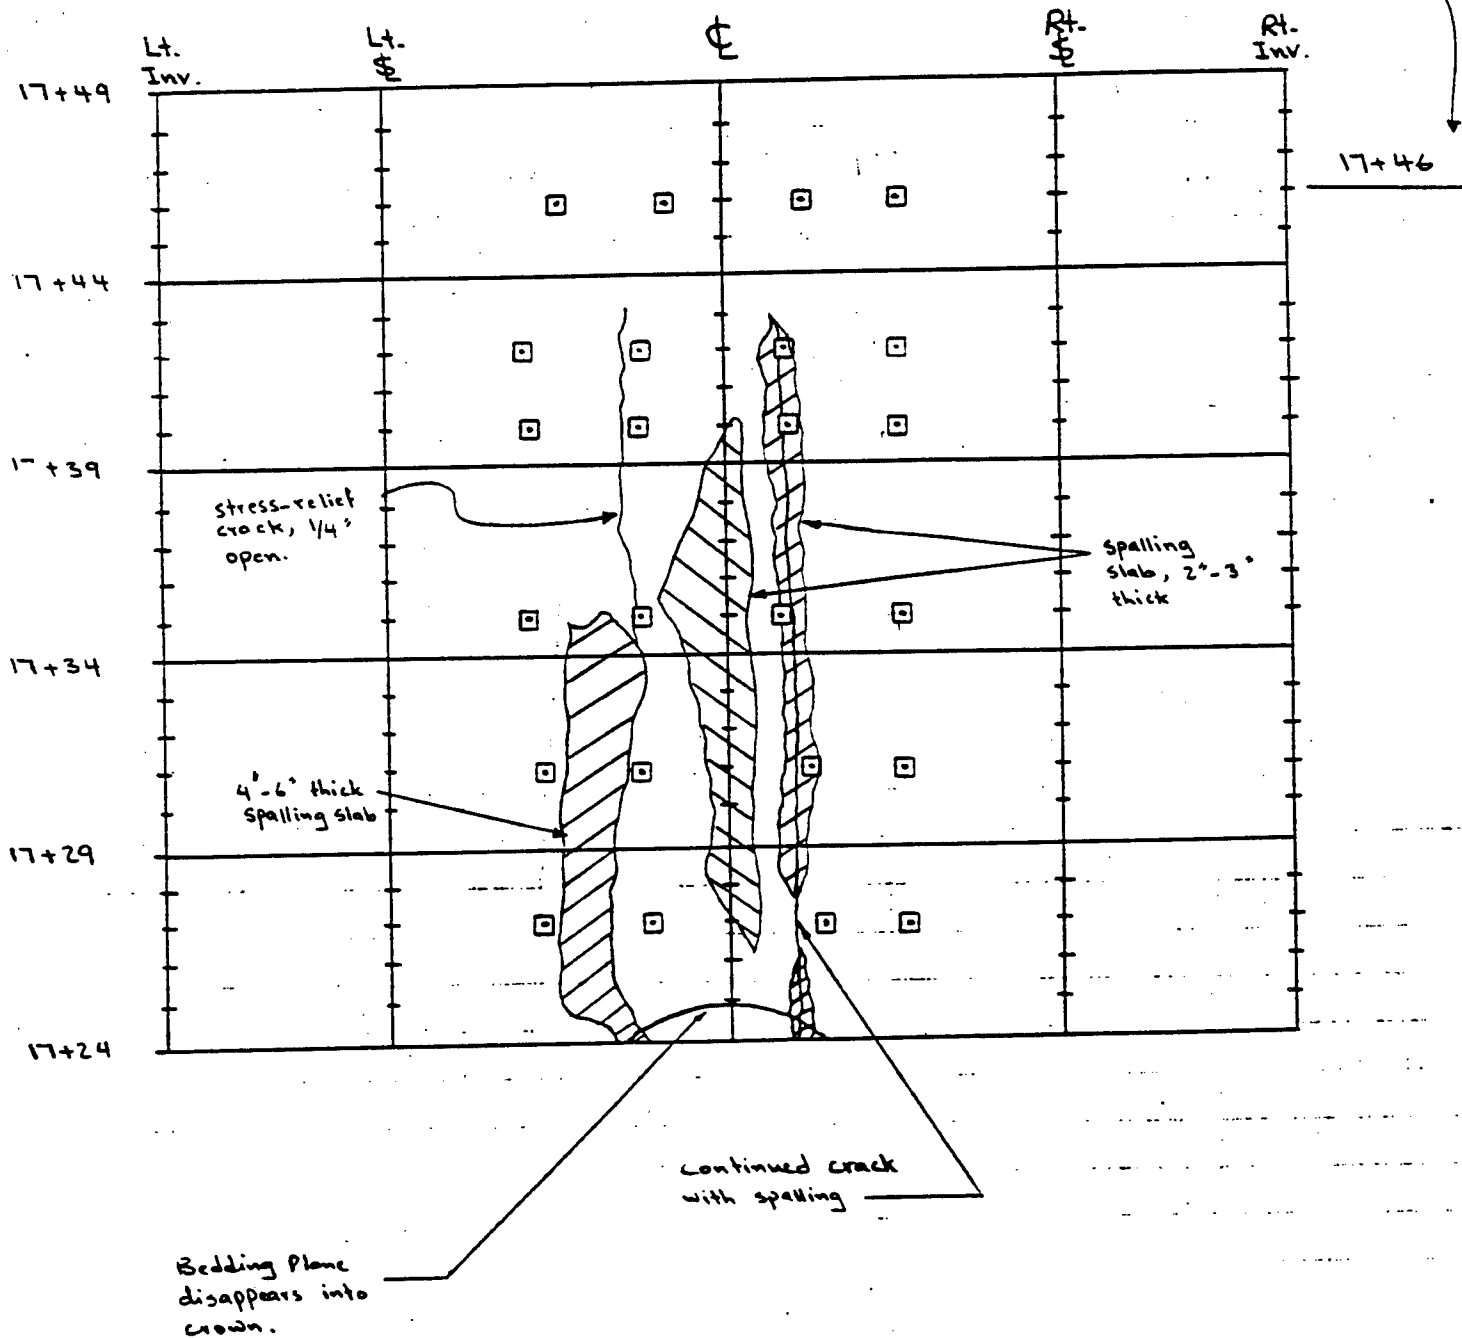 Lt.
Inv.
Lt.
℄
Rt.
Rt.
Inv.
17+49
17+46
17+44
17+39
stress-relief
crack, 1/4"
open.
spalling
slab, 2"-3"
thick
17+34
4"-6" thick
spalling slab
17+29
17+24
continued crack
with spalling
Bedding Plane
disappears into
crown.